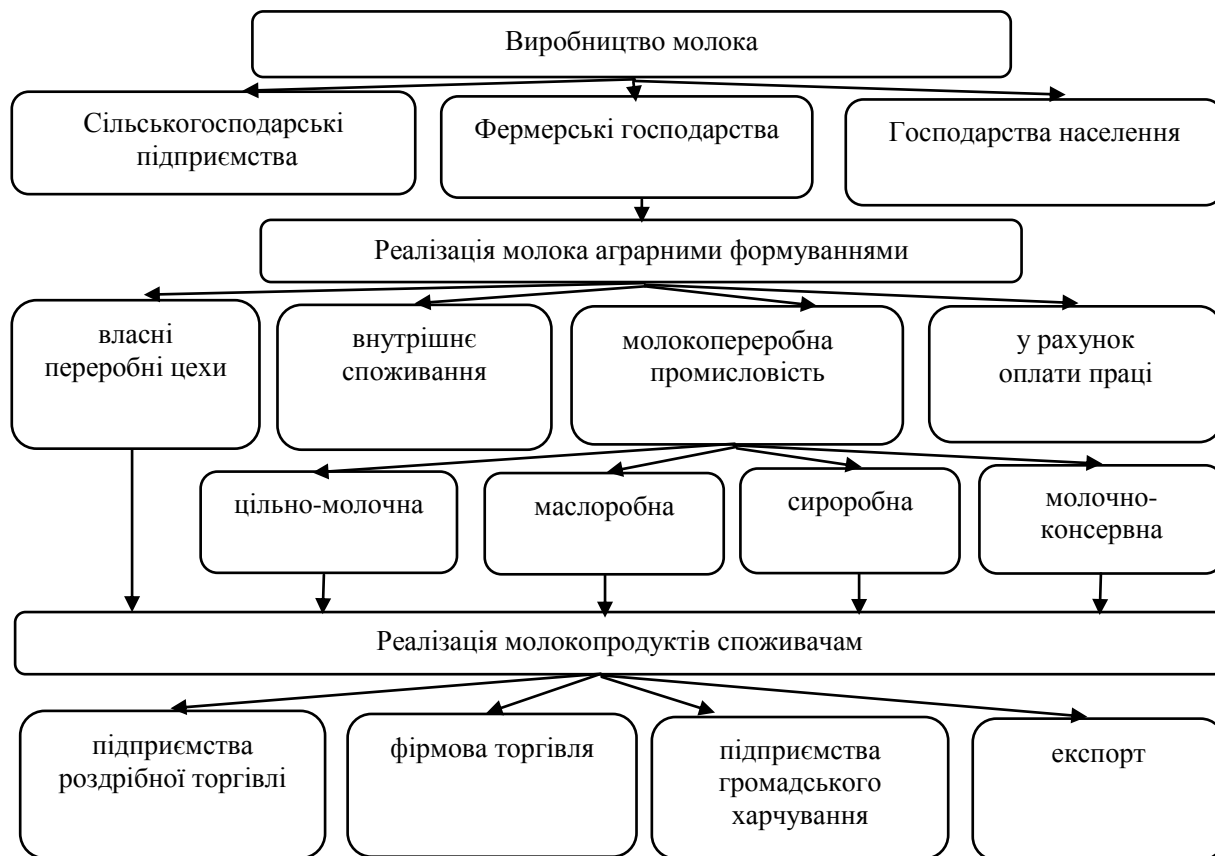 Виробництво молока
Сільськогосподарські
підприємства
Фермерські господарства
Господарства населення
Реалізація молока аграрними формуваннями
власні
переробні цехи
внутрішнє
споживання
молокопереробна
промисловість
у рахунок
оплати праці
цільно-молочна
маслоробна
сироробна
молочно-
консервна
Реалізація молокопродуктів споживачам
підприємства
роздрібної торгівлі
фірмова торгівля
підприємства
громадського
харчування
експорт